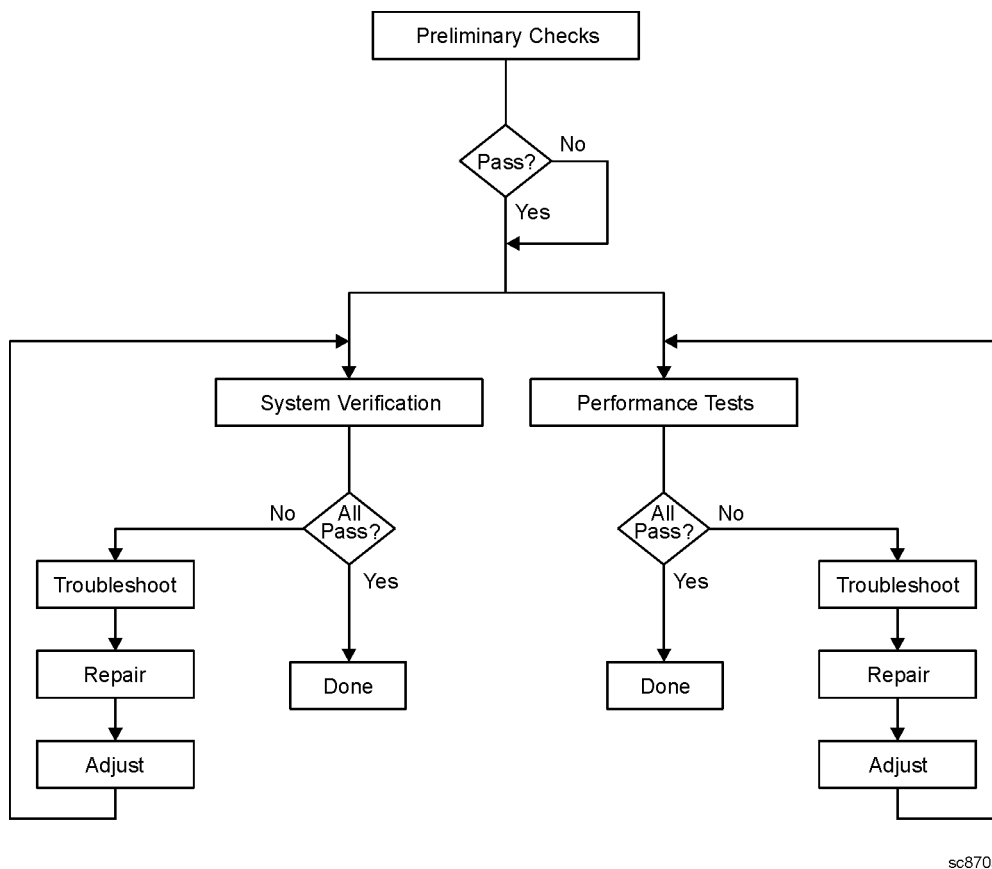 Preliminary Checks
Pass?
No
Yes
System Verification
Performance Tests
No
All
Pass?
Yes
All
Pass?
No
Yes
Troubleshoot
Repair
Adjust
Done
Done
Troubleshoot
Repair
Adjust
sc870